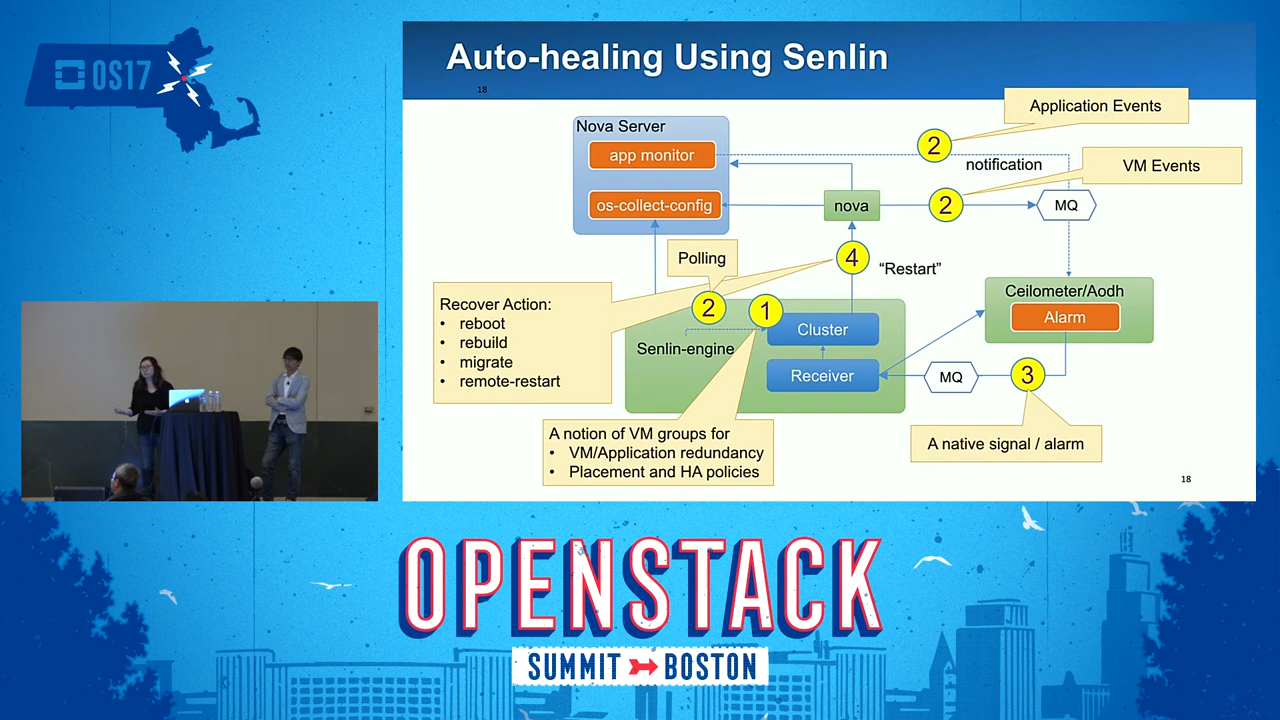 OS17
Auto-healing Using Senlin
18
Application Events
Nova Server
app monitor
2
notification
VM Events
os-collect-config
nova
2
MQ
Polling
4
"Restart"
Recover Action:
• reboot
• rebuild
• migrate
• remote-restart
2
1
Cluster
Senlin-engine
Receiver
Ceilometer/Aodh
Alarm
MQ
3
A notion of VM groups for
• VM/Application redundancy
• Placement and HA policies
A native signal / alarm
18
OPENSTACK
SUMMIT BOSTON